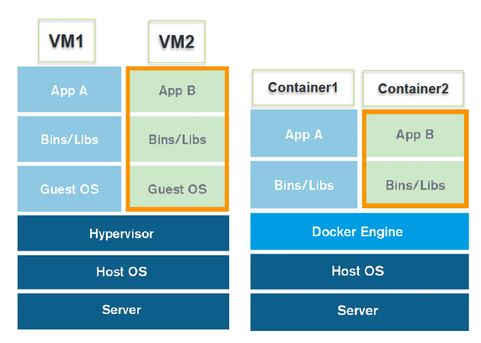 VM1
VM2
App A
App B
Bins/Libs
Bins/Libs
Guest OS
Guest OS
Hypervisor
Host OS
Server
Container1
Container2
App A
App B
Bins/Libs
Bins/Libs
Docker Engine
Host OS
Server